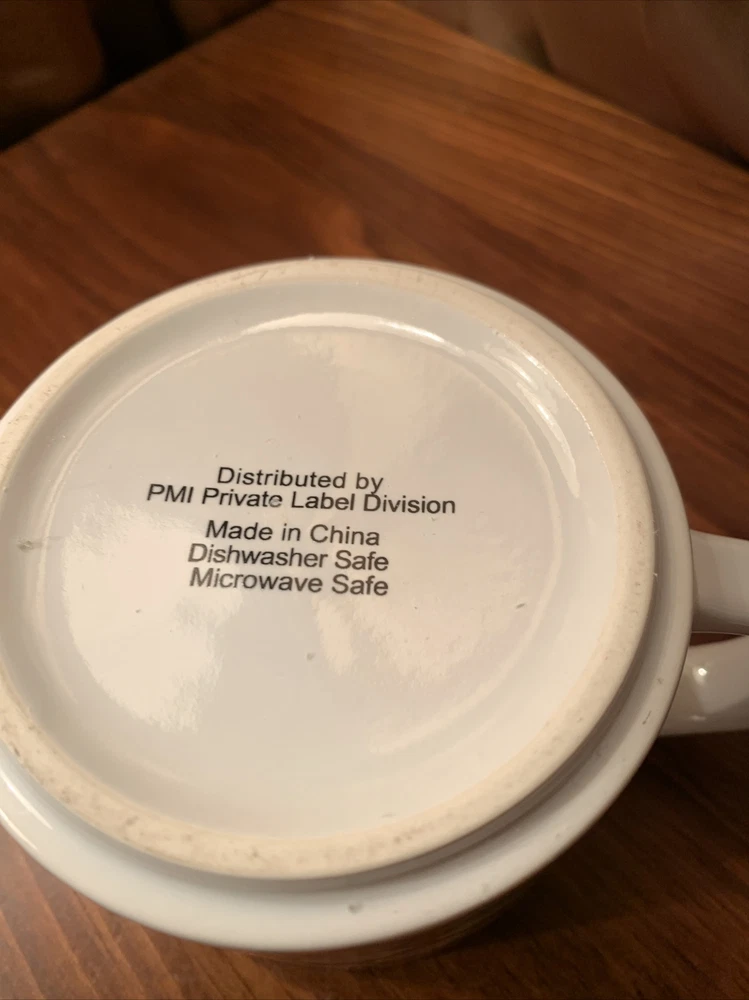 Distributed by
PMI Private Label Division
Made in China
Dishwasher Safe
Microwave Safe